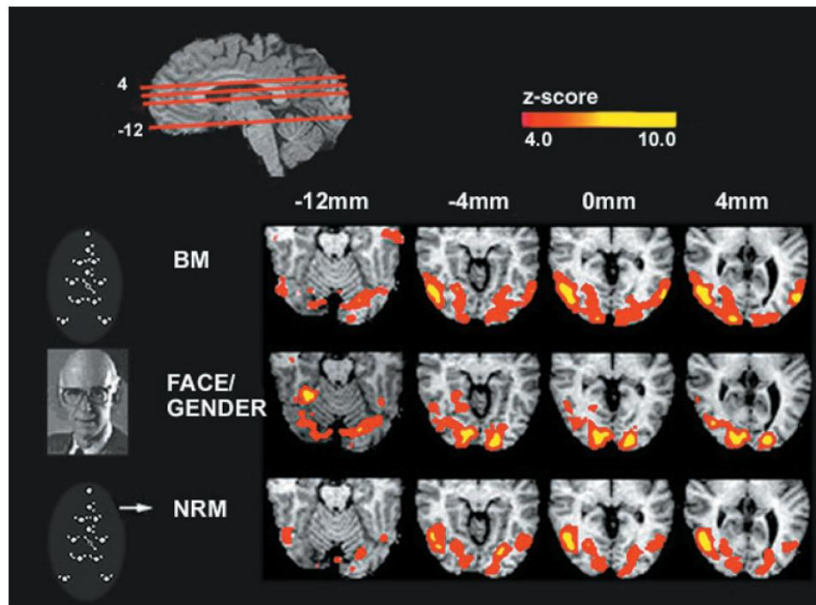 4
-12
z-score
4.0 10.0
-12mm -4mm 0mm 4mm
BM
FACE/
GENDER
NRM